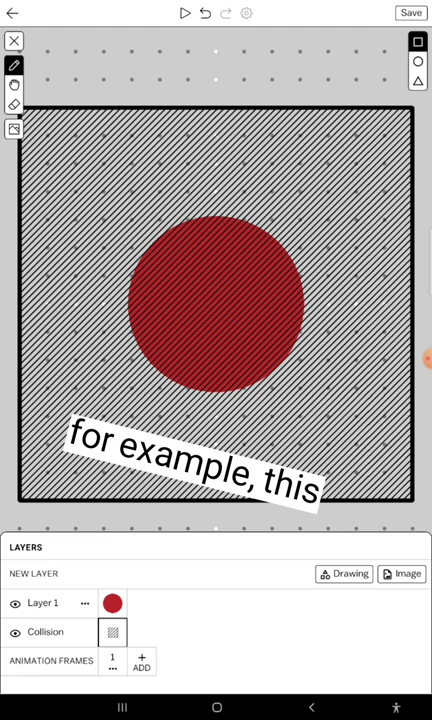 Save
for example, this
LAYERS
NEW LAYER
Drawing
Image
Layer 1
Collision
ANIMATION FRAMES
1
ADD